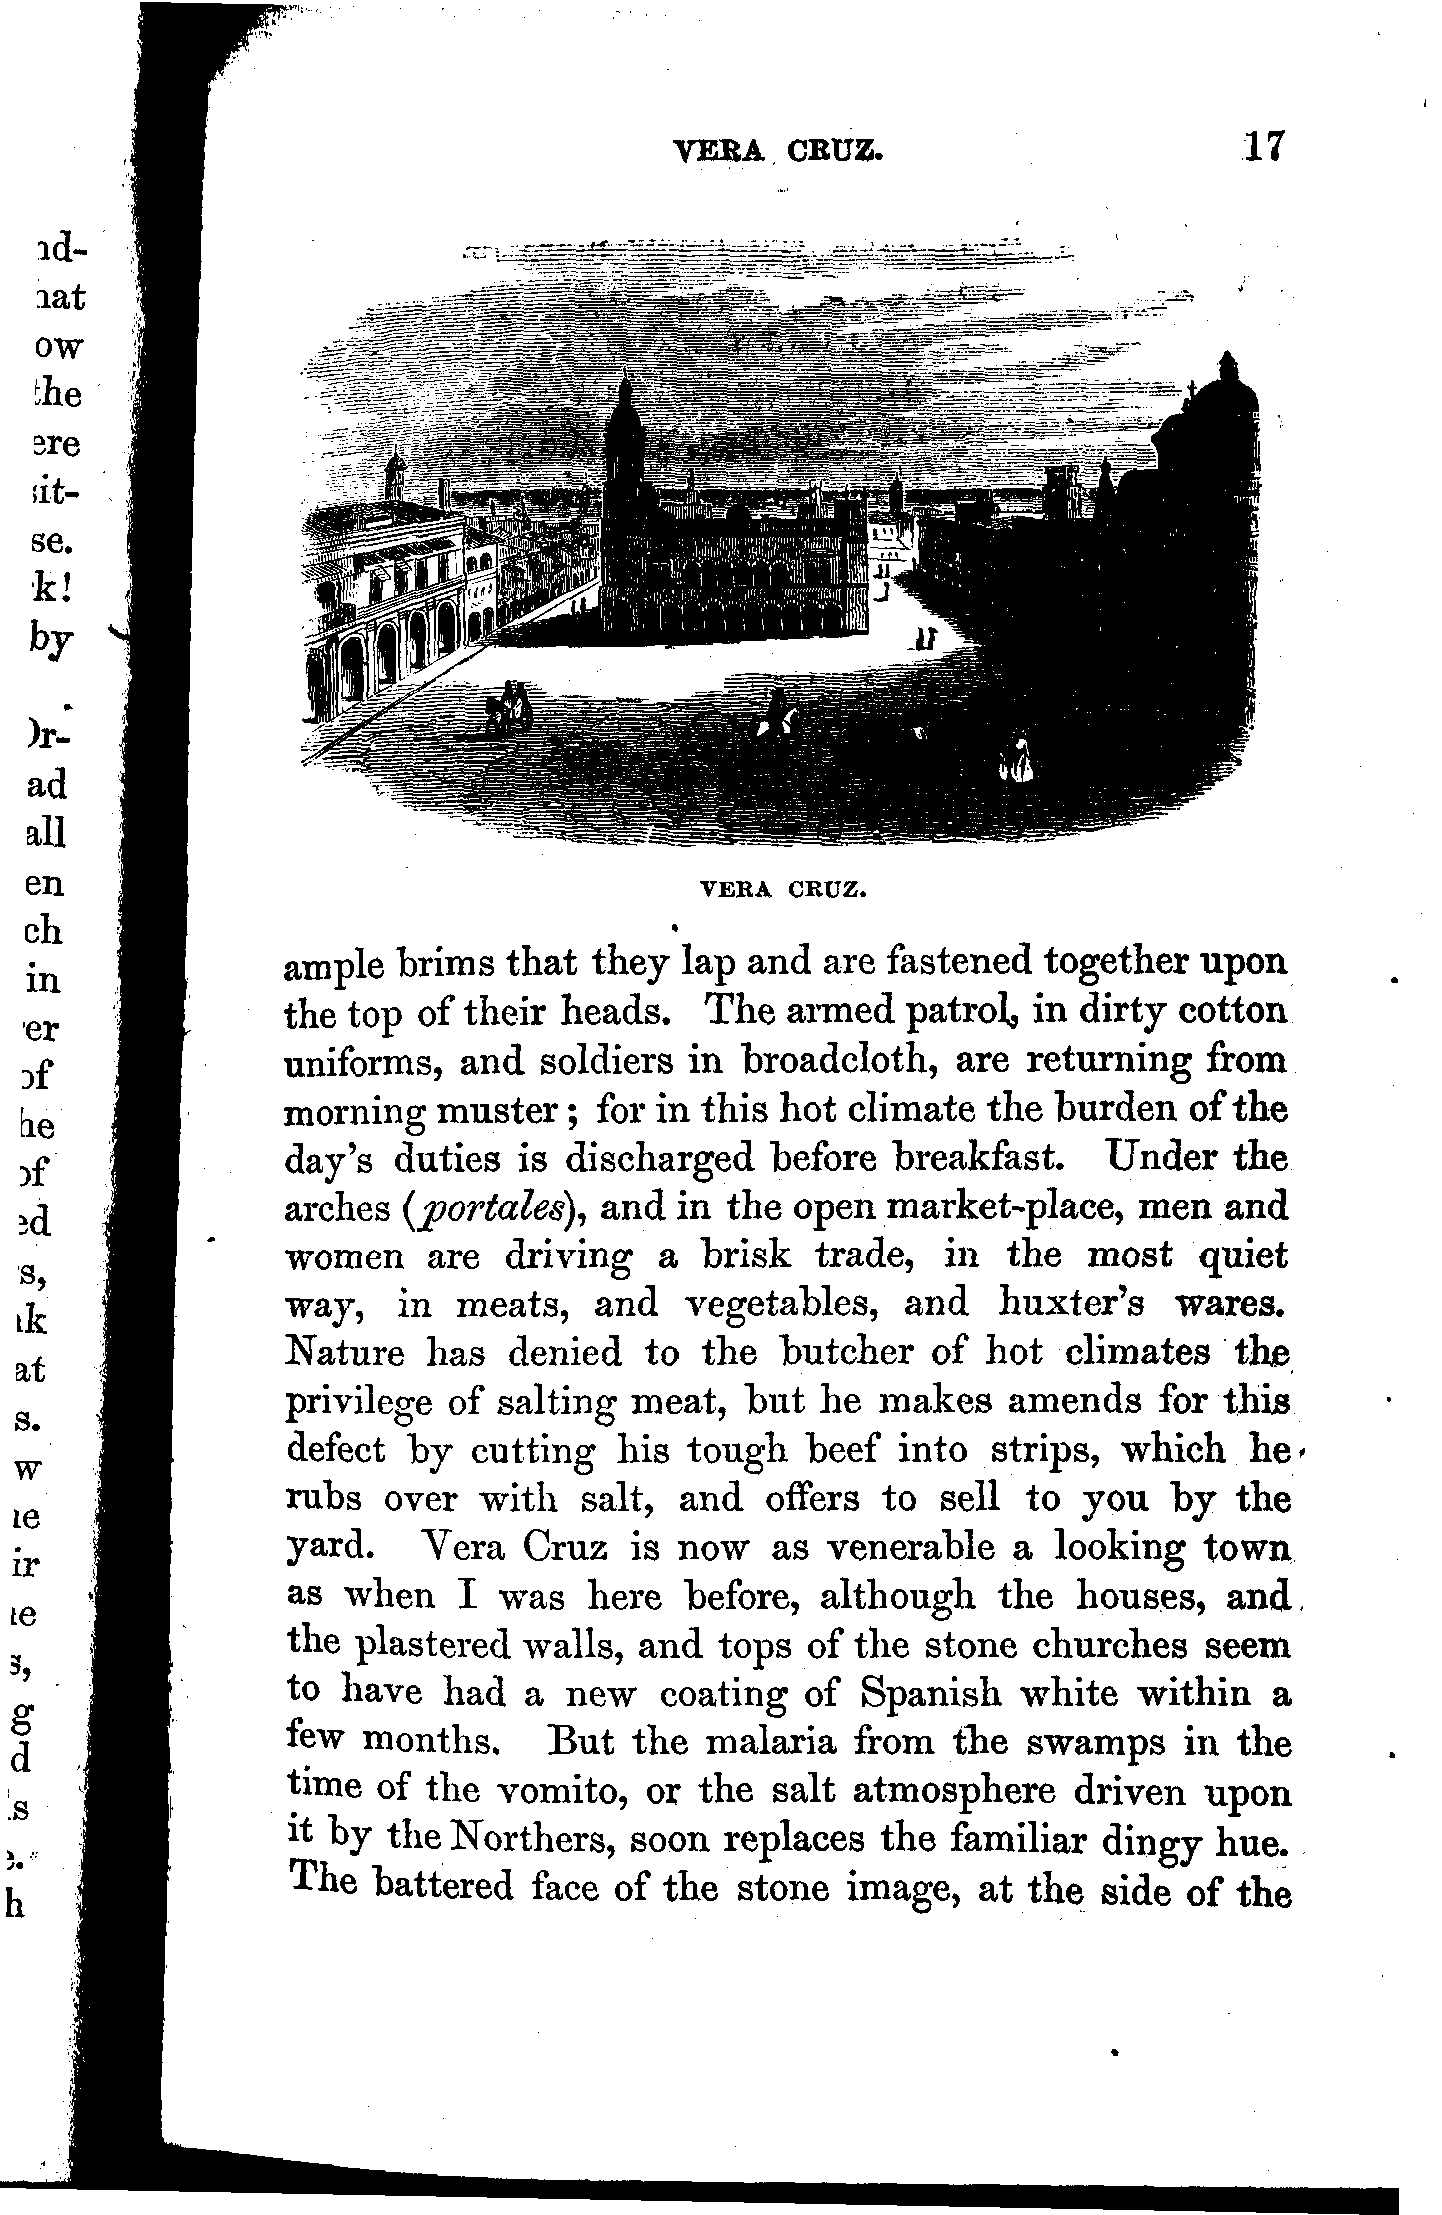 VERA CRUZ. 17
VERA CRUZ.
ample brims that they lap and are fastened together upon
the top of their heads. The armed patrol, in dirty cotton
uniforms, and soldiers in broadcloth, are returning from
morning muster; for in this hot climate the burden of the
day's duties is discharged before breakfast. Under the
arches (portales), and in the open market-place, men and
women are driving a brisk trade, in the most quiet
way, in meats, and vegetables, and huxter's wares.
Nature has denied to the butcher of hot climates the
privilege of salting meat, but he makes amends for this
defect by cutting his tough beef into strips, which he
rubs over with salt, and offers to sell to you by the
yard. Vera Cruz is now as venerable a looking town
as when I was here before, although the houses, and
the plastered walls, and tops of the stone churches seem
to have had a new coating of Spanish white within a
few months. But the malaria from the swamps in the
time of the vomito, or the salt atmosphere driven upon
it by the Northers, soon replaces the familiar dingy hue.
The battered face of the stone image, at the side of the